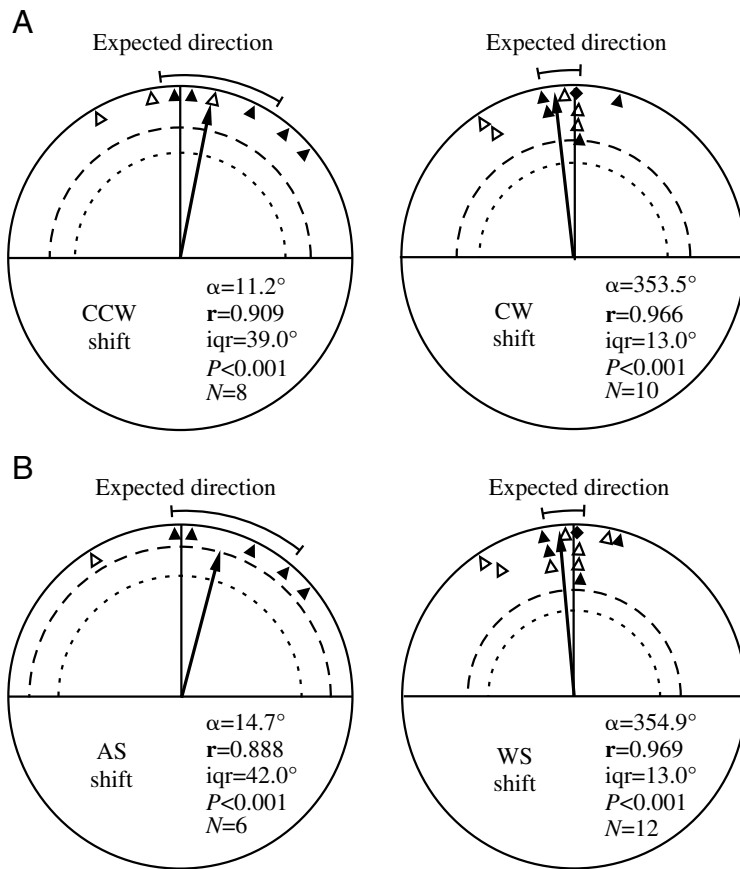 A
Expected direction
Expected direction
CCW
shift
α=11.2°
r=0.909
iqr=39.0°
P<0.001
N=8
CW
shift
α=353.5°
r=0.966
iqr=13.0°
P<0.001
N=10
B
Expected direction
Expected direction
AS
shift
α=14.7°
r=0.888
iqr=42.0°
P<0.001
N=6
WS
shift
α=354.9°
r=0.969
iqr=13.0°
P<0.001
N=12